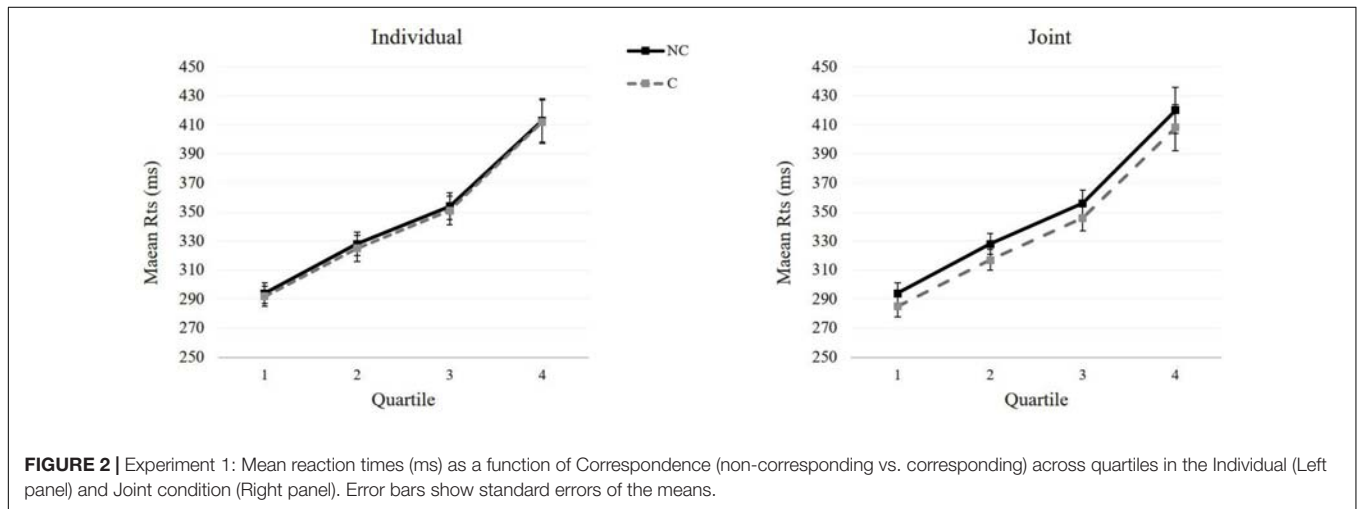 Individual
NC
C
450
430
410
390
370
350
330
310
290
270
250
Maean Rts (ms)
1 2 3 4
Quartile
Joint
450
430
410
390
370
350
330
310
290
270
250
Maean Rts (ms)
1 2 3 4
Quartile
FIGURE 2 | Experiment 1: Mean reaction times (ms) as a function of Correspondence (non-corresponding vs. corresponding) across quartiles in the Individual (Left
panel) and Joint condition (Right panel). Error bars show standard errors of the means.